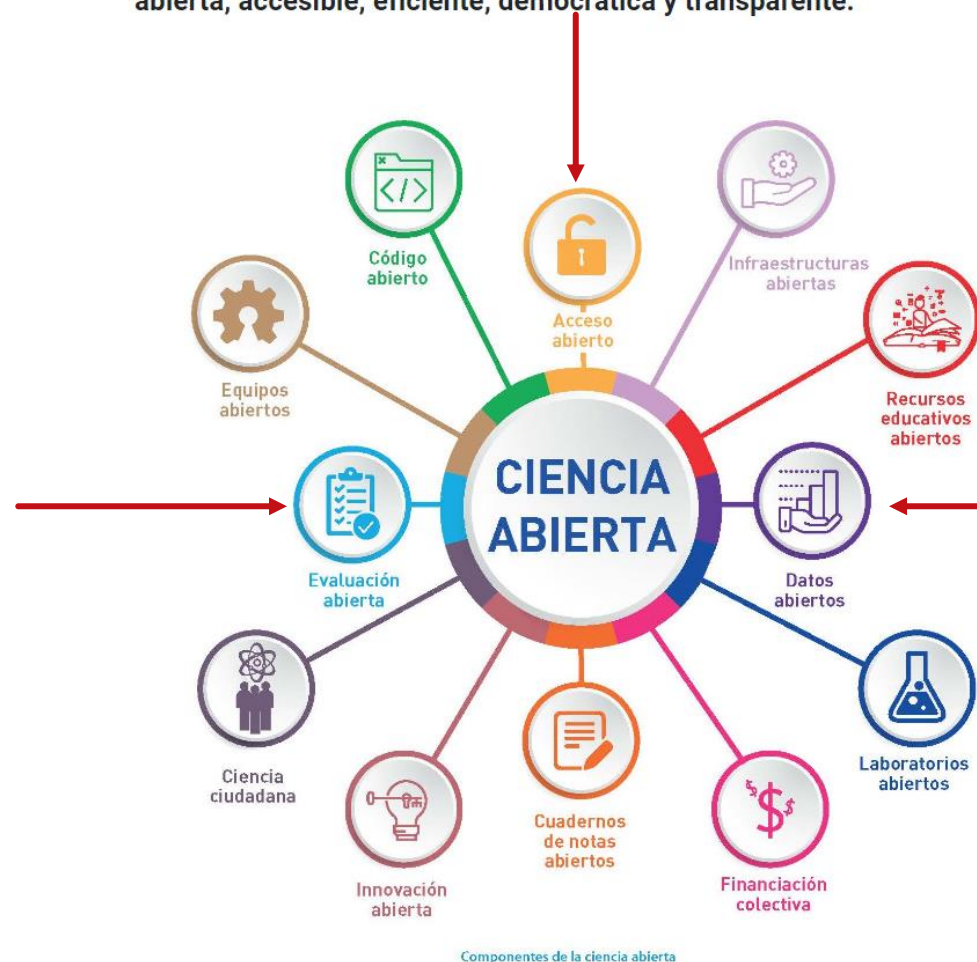 abierta, accesible, eficiente, democrática y transparente.
Código
abierto
Acceso
abierto
Infraestructuras
abiertas
Equipos
abiertos
Recursos
educativos
abiertos
CIENCIA
ABIERTA
Evaluación
abierta
Datos
abiertos
Ciencia
ciudadana
Laboratorios
abiertos
Cuadernos
de notas
abiertos
Innovación
abierta
Financiación
colectiva
Componentes de la ciencia abierta